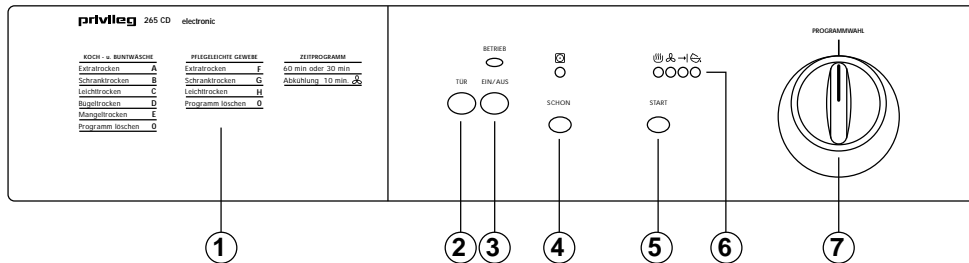 privileg 265 CD electronic
KOCH - u. BUNTWÄSCHE
Extratrocken A
Schranktrocken B
Leichttrocken C
Bügeltrocken D
Mangeltrocken E
Programm löschen 0
PFLEGELEICHTE GEWEBE
Extratrocken F
Schranktrocken G
Leichttrocken H
Programm löschen 0
ZEITPROGRAMM
60 min oder 30 min
Abkühlung 10 min.
BETRIEB
TÜR EIN/AUS
SCHON
START
PROGRAMMWAHL
1 2 3 4 5 6 7